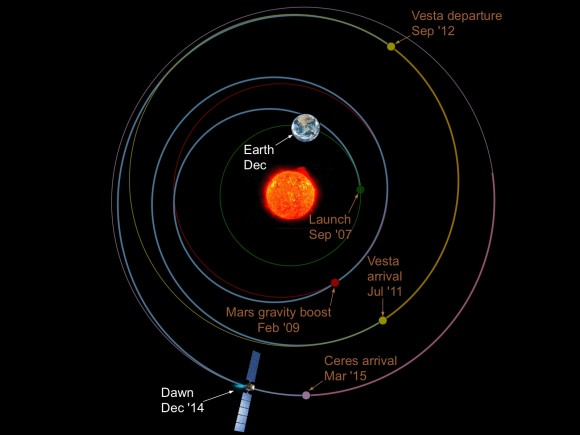 Vesta departure
Sep '12
Earth
Dec
Launch
Sep '07
Vesta
arrival
Jul '11
Mars gravity boost
Feb '09
Ceres arrival
Mar '15
Dawn
Dec '14